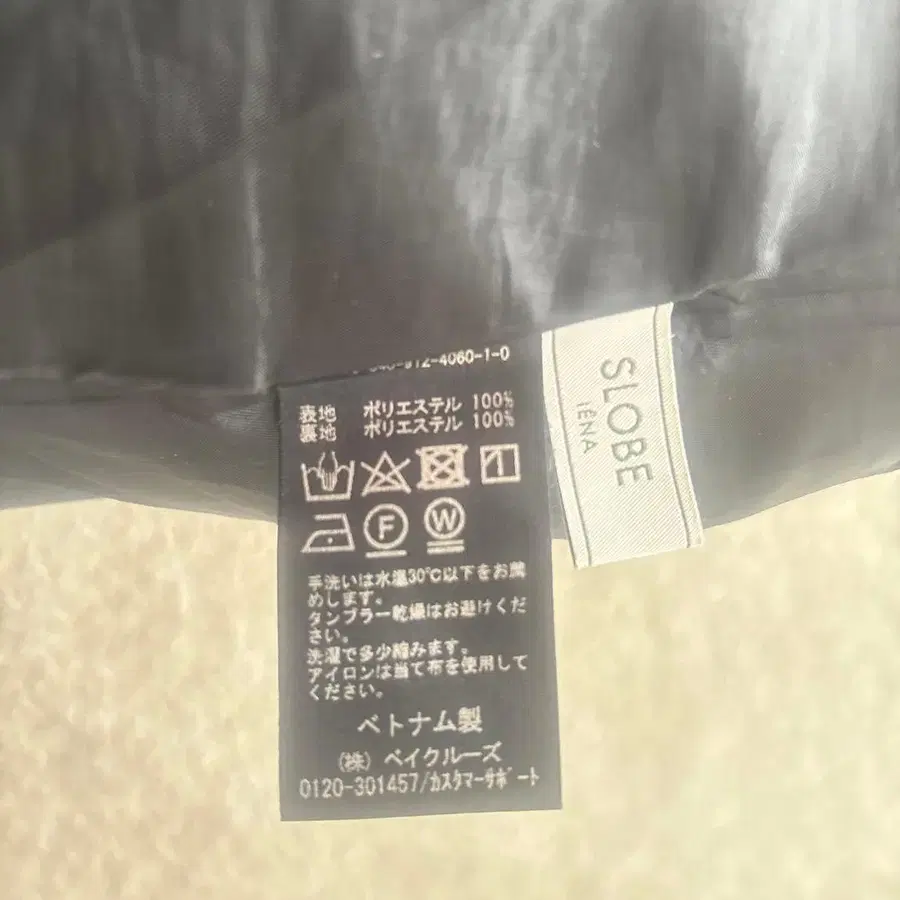 912-4060-1-0
表地 ポリエステル 100%
裏地 ポリエステル 100%
F W
手洗いは水温30℃以下をお薦
めします。
タンブラー乾燥はお避けくだ
さい。
洗濯で多少縮みます。
アイロンは当て布を使用して
ください。
ベトナム製
(株) ベイクルーズ
0120-301457/カスタマーサポート
SLOBE
IÉNA